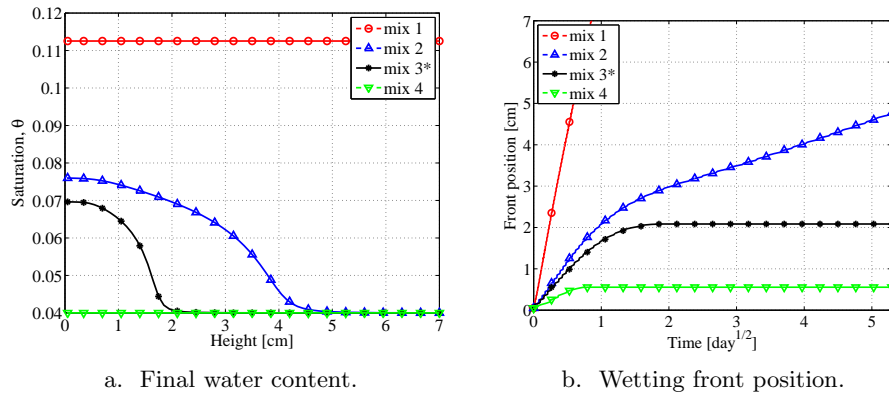 0.12
0.11
0.1
0.09
0.08
0.07
0.06
0.05
0.04
Saturation, θ
0 1 2 3 4 5 6 7
Height [cm]
mix 1
mix 2
mix 3*
mix 4
a. Final water content.
7
6
5
4
3
2
1
0
Front position [cm]
0 1 2 3 4 5
Time [day^{1/2}]
mix 1
mix 2
mix 3*
mix 4
b. Wetting front position.